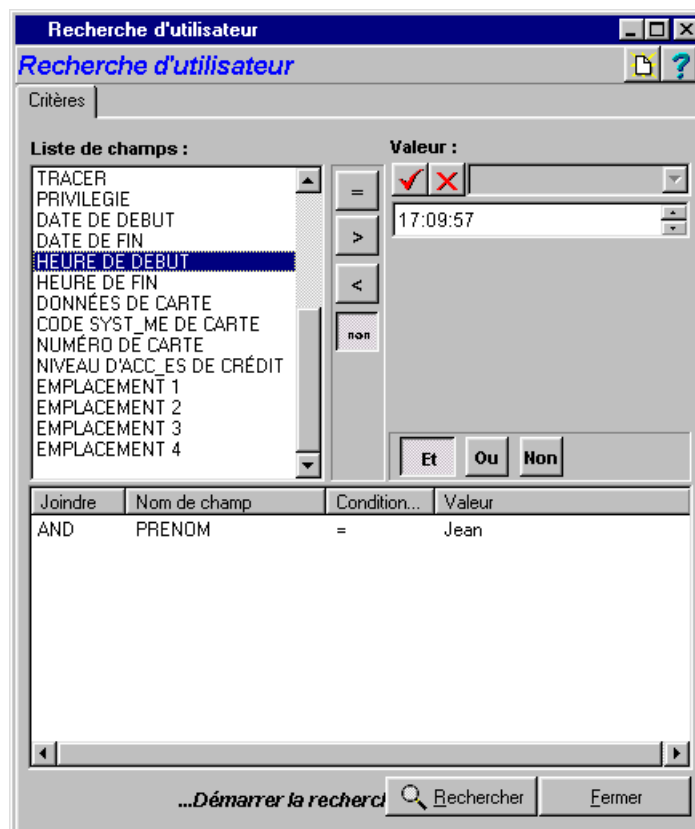 Recherche d'utilisateur
Recherche d'utilisateur
Critères
Liste de champs :
Valeur :
TRACER
PRIVILEGIE
DATE DE DEBUT
DATE DE FIN
HEURE DE DEBUT
HEURE DE FIN
DONNÉES DE CARTE
CODE SYST_ME DE CARTE
NUMÉRO DE CARTE
NIVEAU D'ACC_ES DE CRÉDIT
EMPLACEMENT 1
EMPLACEMENT 2
EMPLACEMENT 3
EMPLACEMENT 4
=
>
<
non
17:09:57
Et Ou Non
Joindre Nom de champ Condition... Valeur
AND PRENOM = Jean
...Démarrer la recherc
Rechercher Fermer